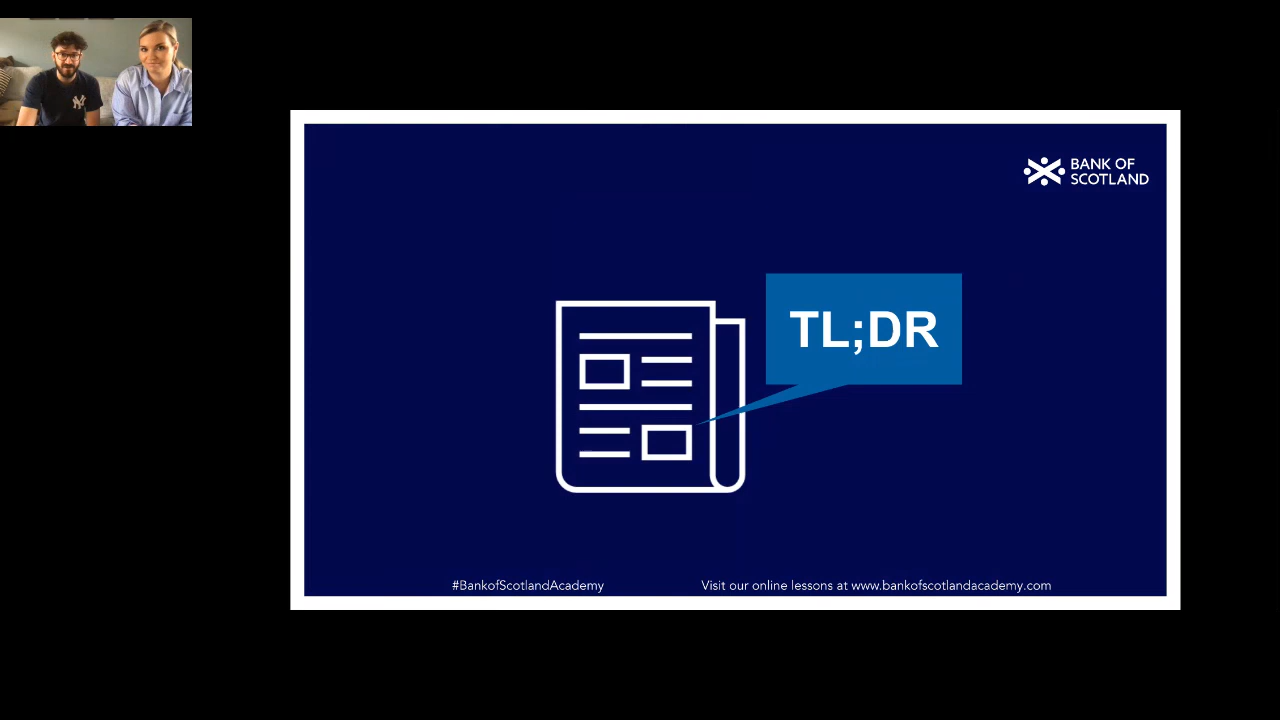 BANK OF
SCOTLAND
TL;DR
#BankofScotlandAcademy
Visit our online lessons at www.bankofscotlandacademy.com